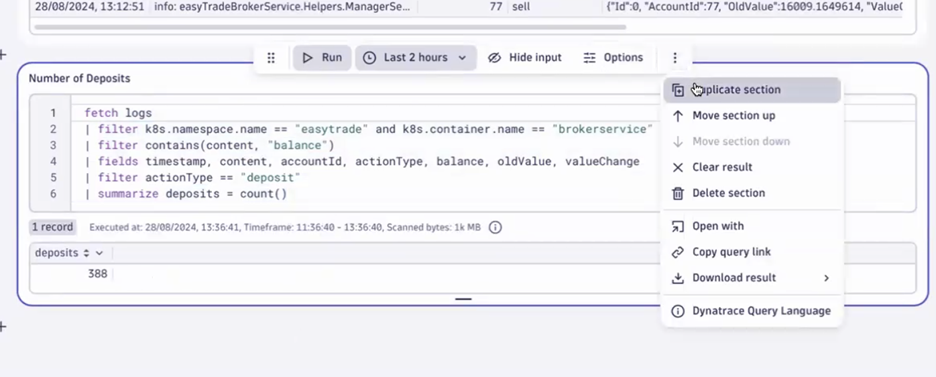 28/08/2024, 13:12:51 info: easyTradeBrokerService.Helpers.ManagerSe... 77 sell {"Id":0, "AccountId":77, "OldValue":16009.1649614, "Value
Run Last 2 hours Hide input Options
Number of Deposits
1 fetch logs
2 | filter k8s.namespace.name == "easytrade" and k8s.container.name == "brokerservice"
3 | filter contains(content, "balance")
4 | fields timestamp, content, accountId, actionType, balance, oldValue, valueChange
5 | filter actionType == "deposit"
6 | summarize deposits = count()
1 record Executed at: 28/08/2024, 13:36:41, Timeframe: 11:36:40 - 13:36:40, Scanned bytes: 1k MB
deposits
388
Duplicate section
Move section up
Move section down
Clear result
Delete section
Open with
Copy query link
Download result
Dynatrace Query Language